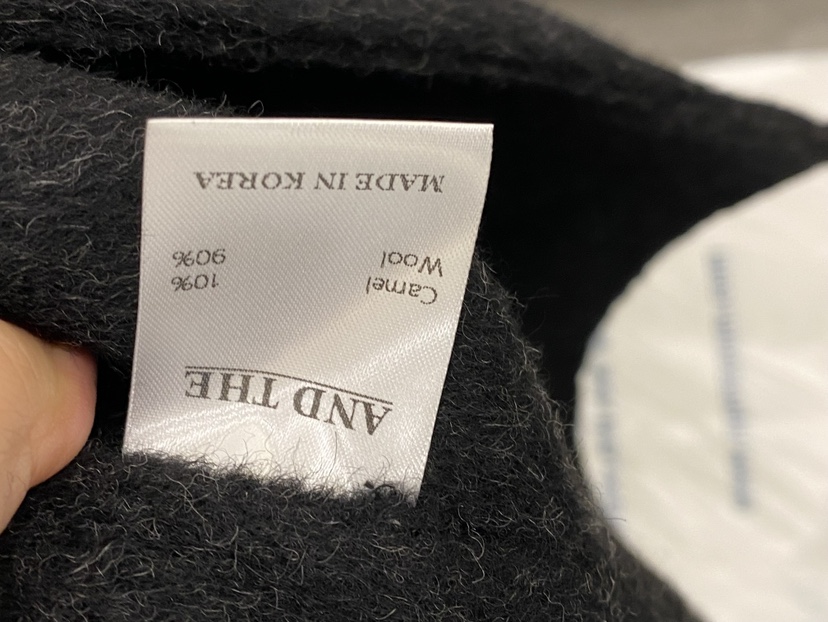 AND THE
Camel 10%
Wool 90%
MADE IN KOREA